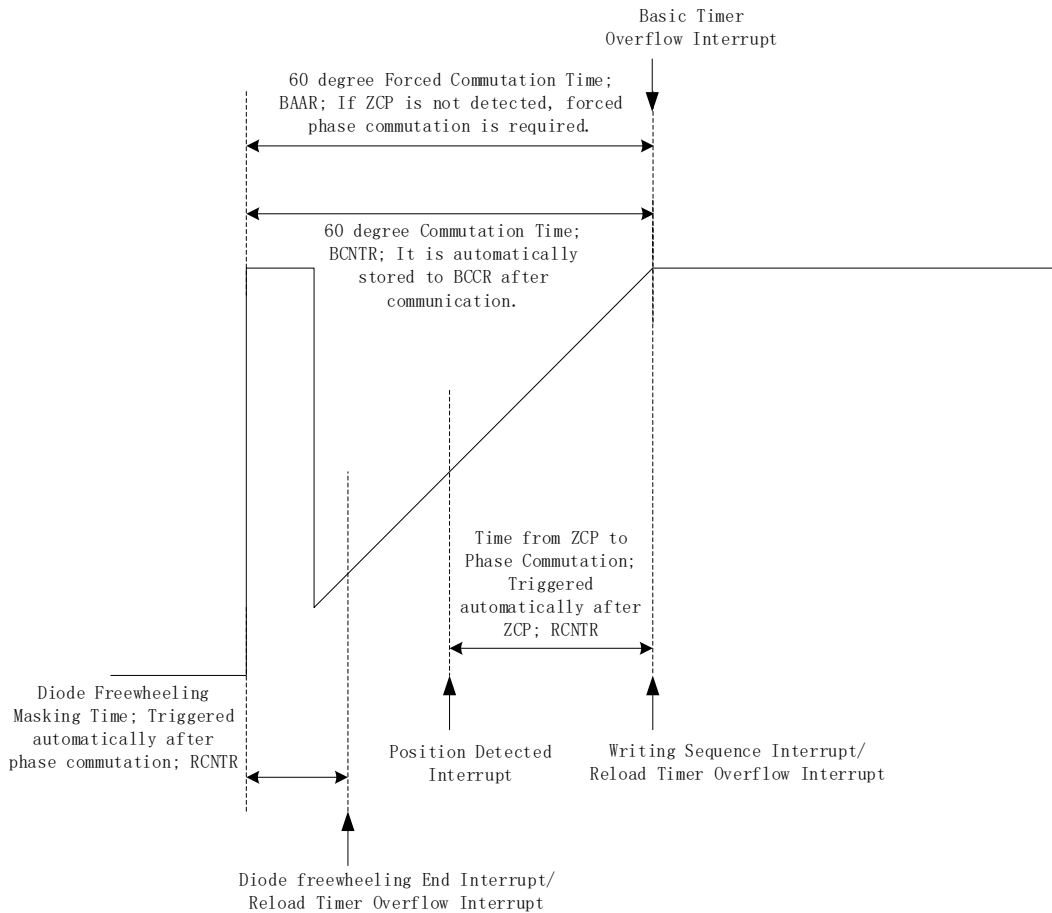 Basic Timer
Overflow Interrupt
60 degree Forced Commutation Time;
BAAR; If ZCP is not detected, forced
phase commutation is required.
60 degree Commutation Time;
BCNTR; It is automatically
stored to BCCR after
communication.
Time from ZCP to
Phase Commutation;
Triggered
automatically after
ZCP; RCNTR
Diode Freewheeling
Masking Time; Triggered
automatically after
phase commutation; RCNTR
Position Detected
Interrupt
Writing Sequence Interrupt/
Reload Timer Overflow Interrupt
Diode freewheeling End Interrupt/
Reload Timer Overflow Interrupt